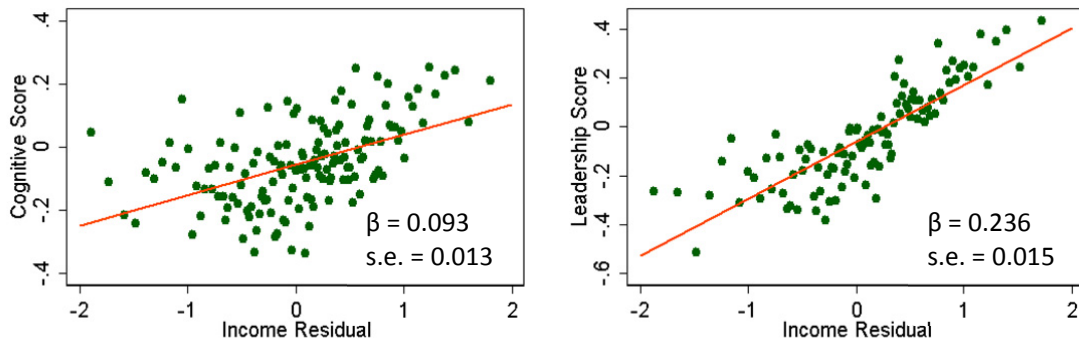 Cognitive Score
.4
.2
0
-.2
-.4
β = 0.093
s.e. = 0.013
-2 -1 0 1 2
Income Residual
Leadership Score
.4
.2
0
-.2
-.4
-.6
β = 0.236
s.e. = 0.015
-2 -1 0 1 2
Income Residual